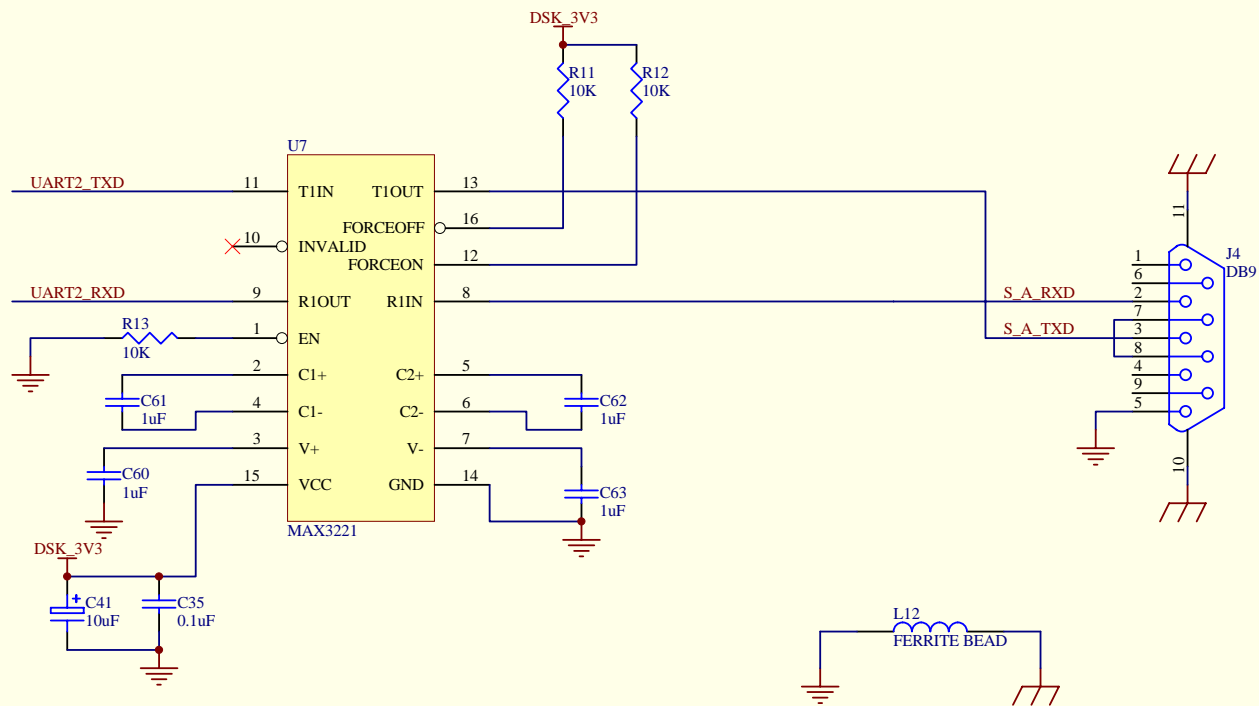 DSK_3V3
R11
10K
R12
10K
U7
UART2_TXD
11
T1IN
T1OUT
13
FORCEOFF
16
10
INVALID
FORCEON
12
UART2_RXD
9
R1OUT
R1IN
8
S_A_RXD
R13
10K
1
EN
S_A_TXD
2
C1+
C2+
5
C61
1uF
4
C1-
C2-
6
C62
1uF
3
V+
V-
7
C60
1uF
15
VCC
GND
14
C63
1uF
MAX3221
11
J4
DB9
1
6
2
7
3
8
4
9
5
10
DSK_3V3
+
C41
10uF
C35
0.1uF
L12
FERRITE BEAD